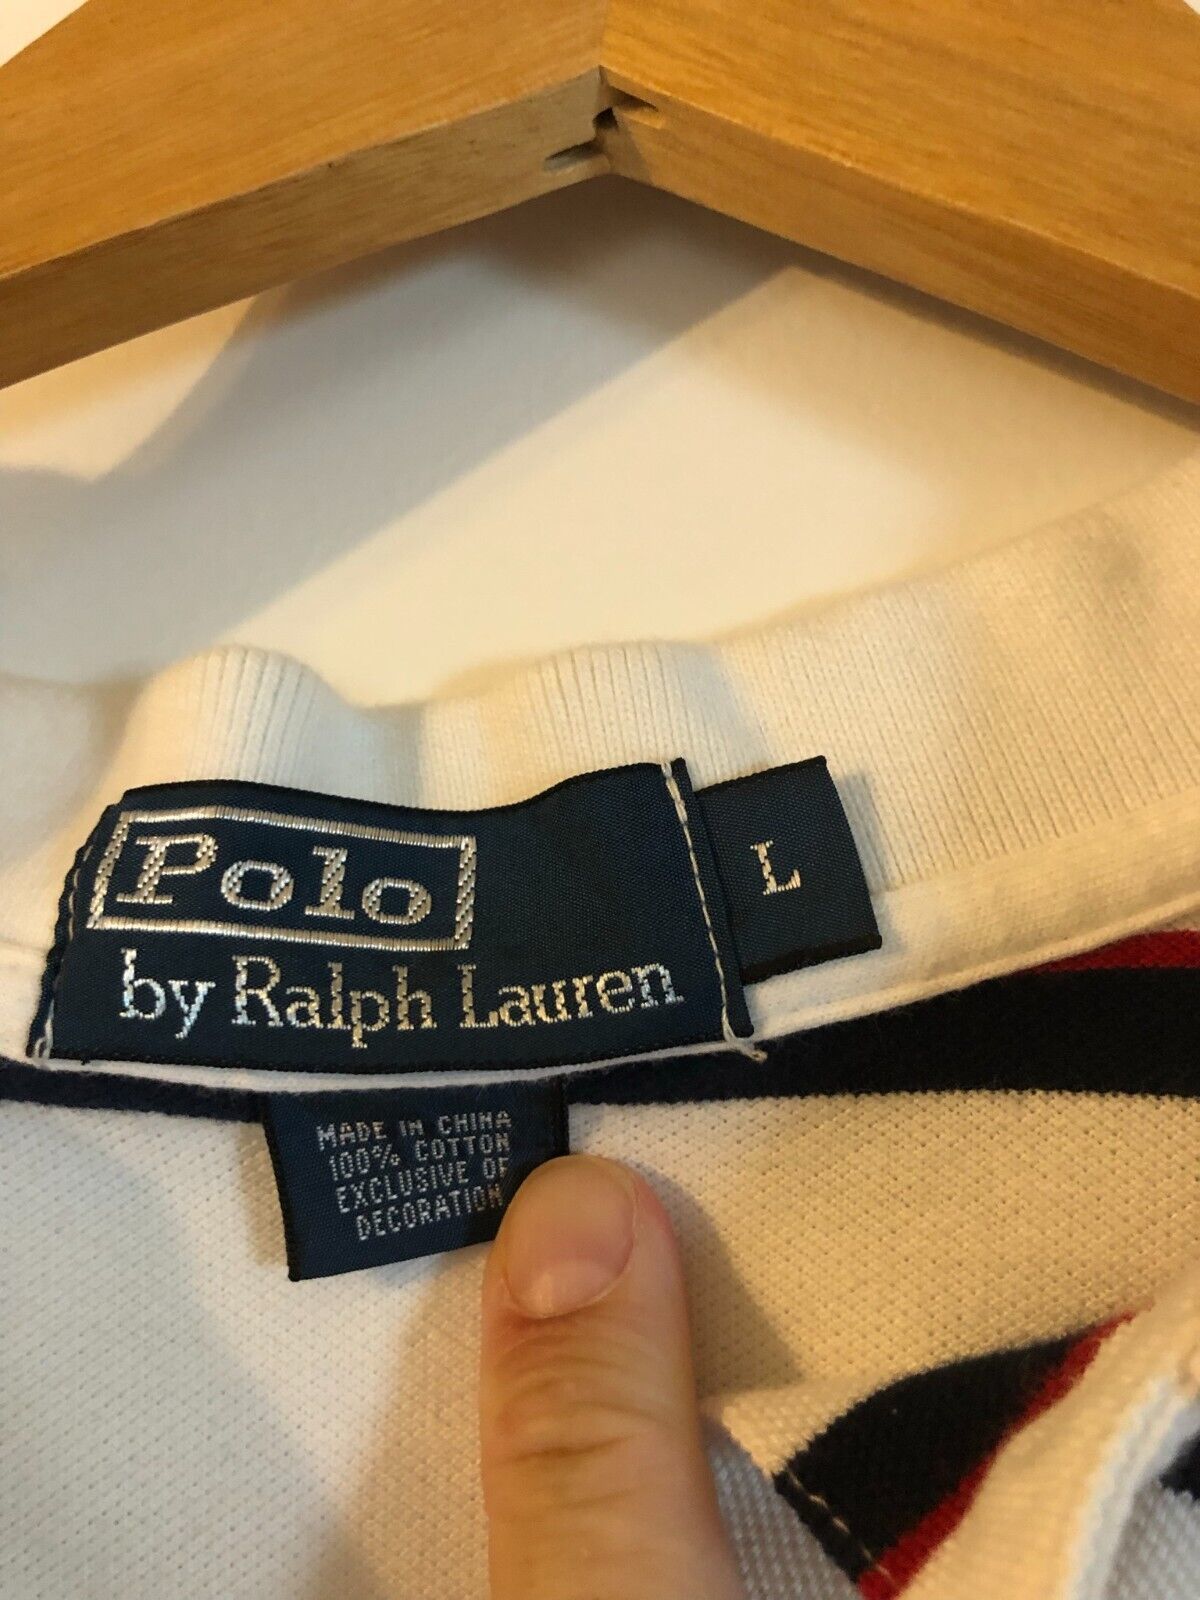 Polo
by Ralph Lauren
L
MADE IN CHINA
100% COTTON
EXCLUSIVE OF
DECORATION